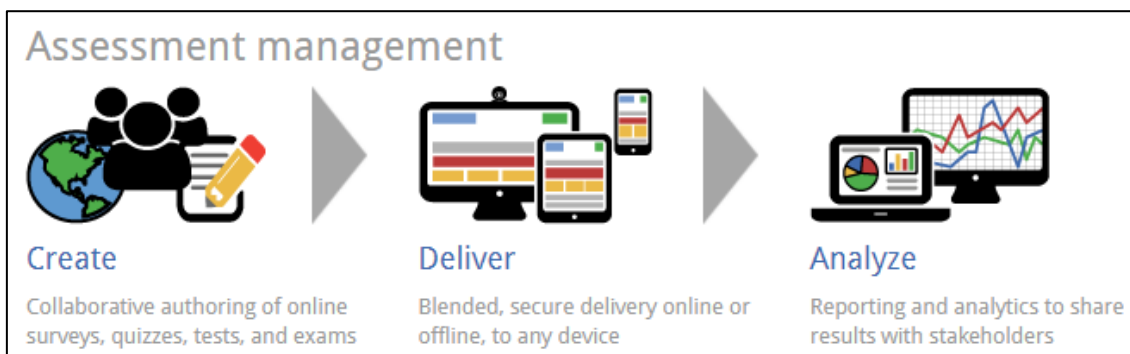 Assessment management
Create
Collaborative authoring of online
surveys, quizzes, tests, and exams
Deliver
Blended, secure delivery online or
offline, to any device
Analyze
Reporting and analytics to share
results with stakeholders